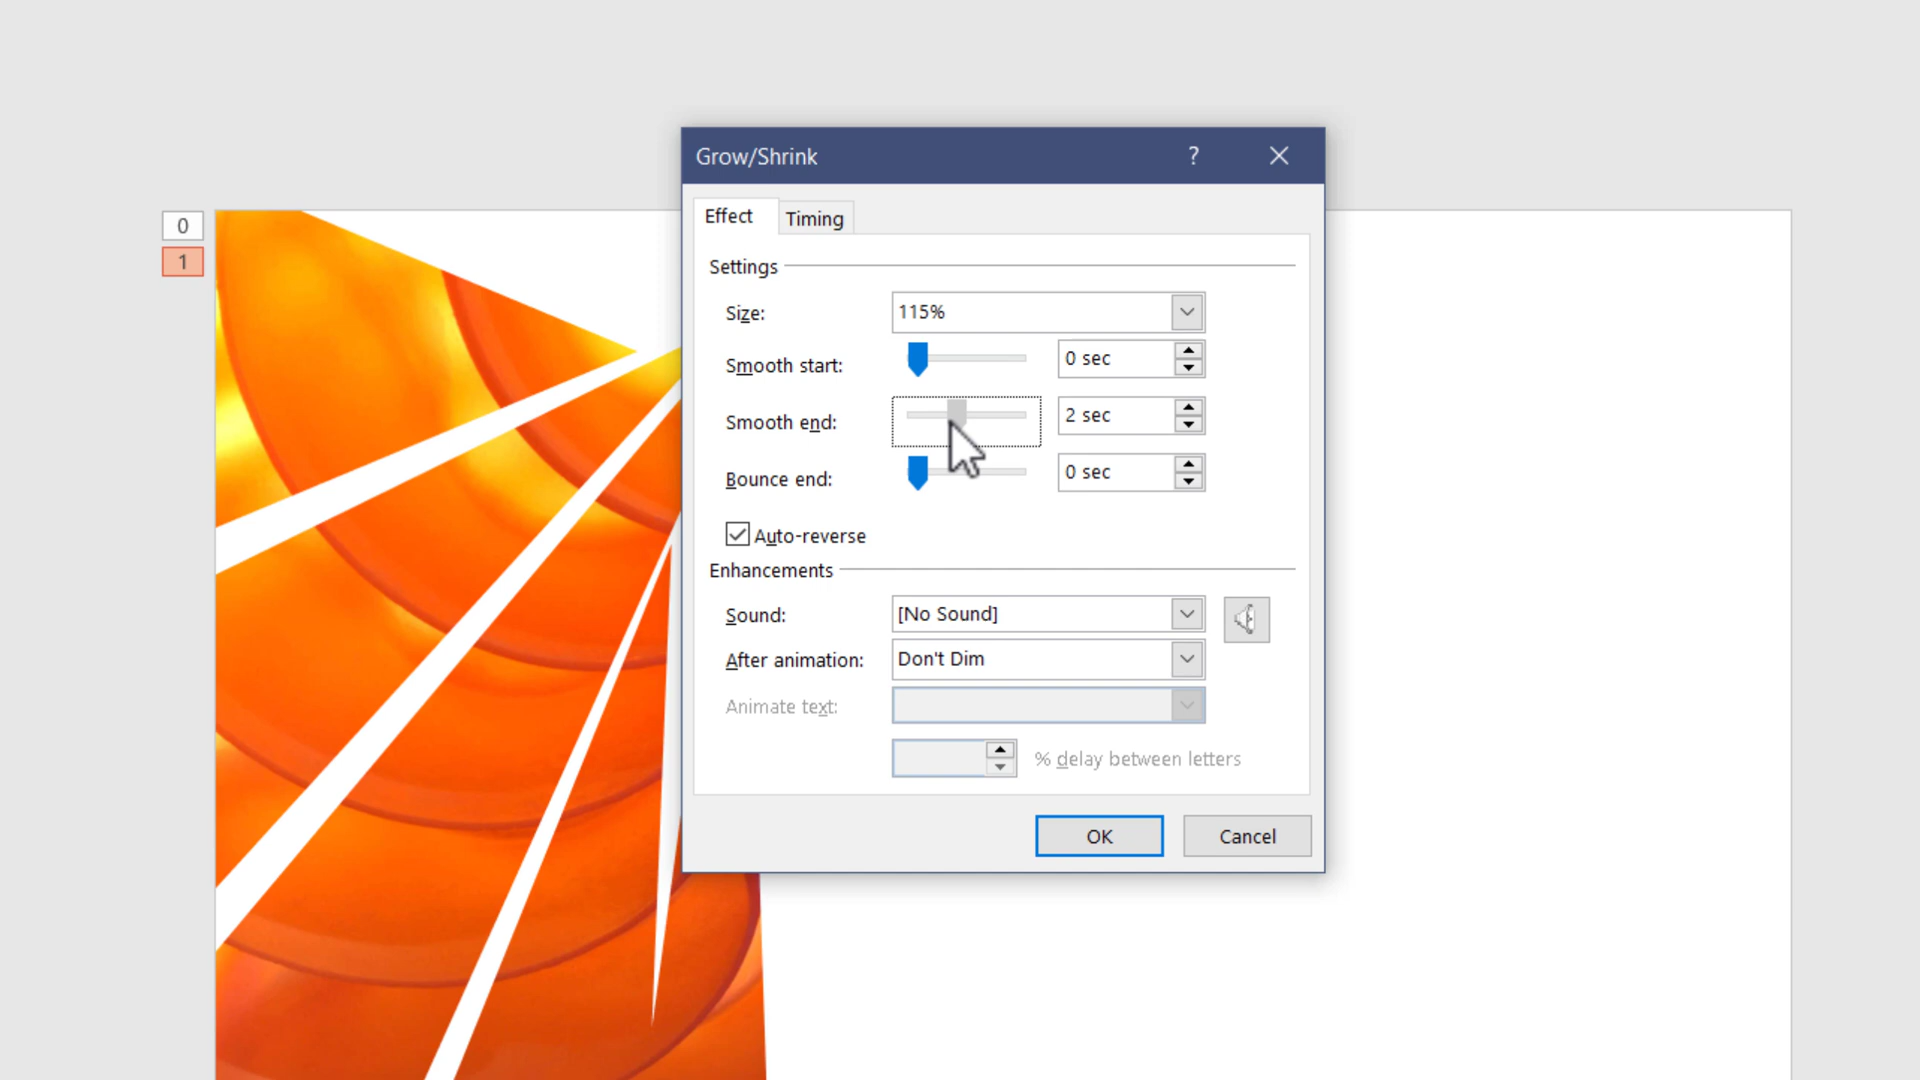 Grow/Shrink ?
0
1
Effect Timing
Settings
Size: 115%
Smooth start: 0 sec
Smooth end: 2 sec
Bounce end: 0 sec
Auto-reverse
Enhancements
Sound: [No Sound]
After animation: Don't Dim
Animate text:
% delay between letters
OK Cancel